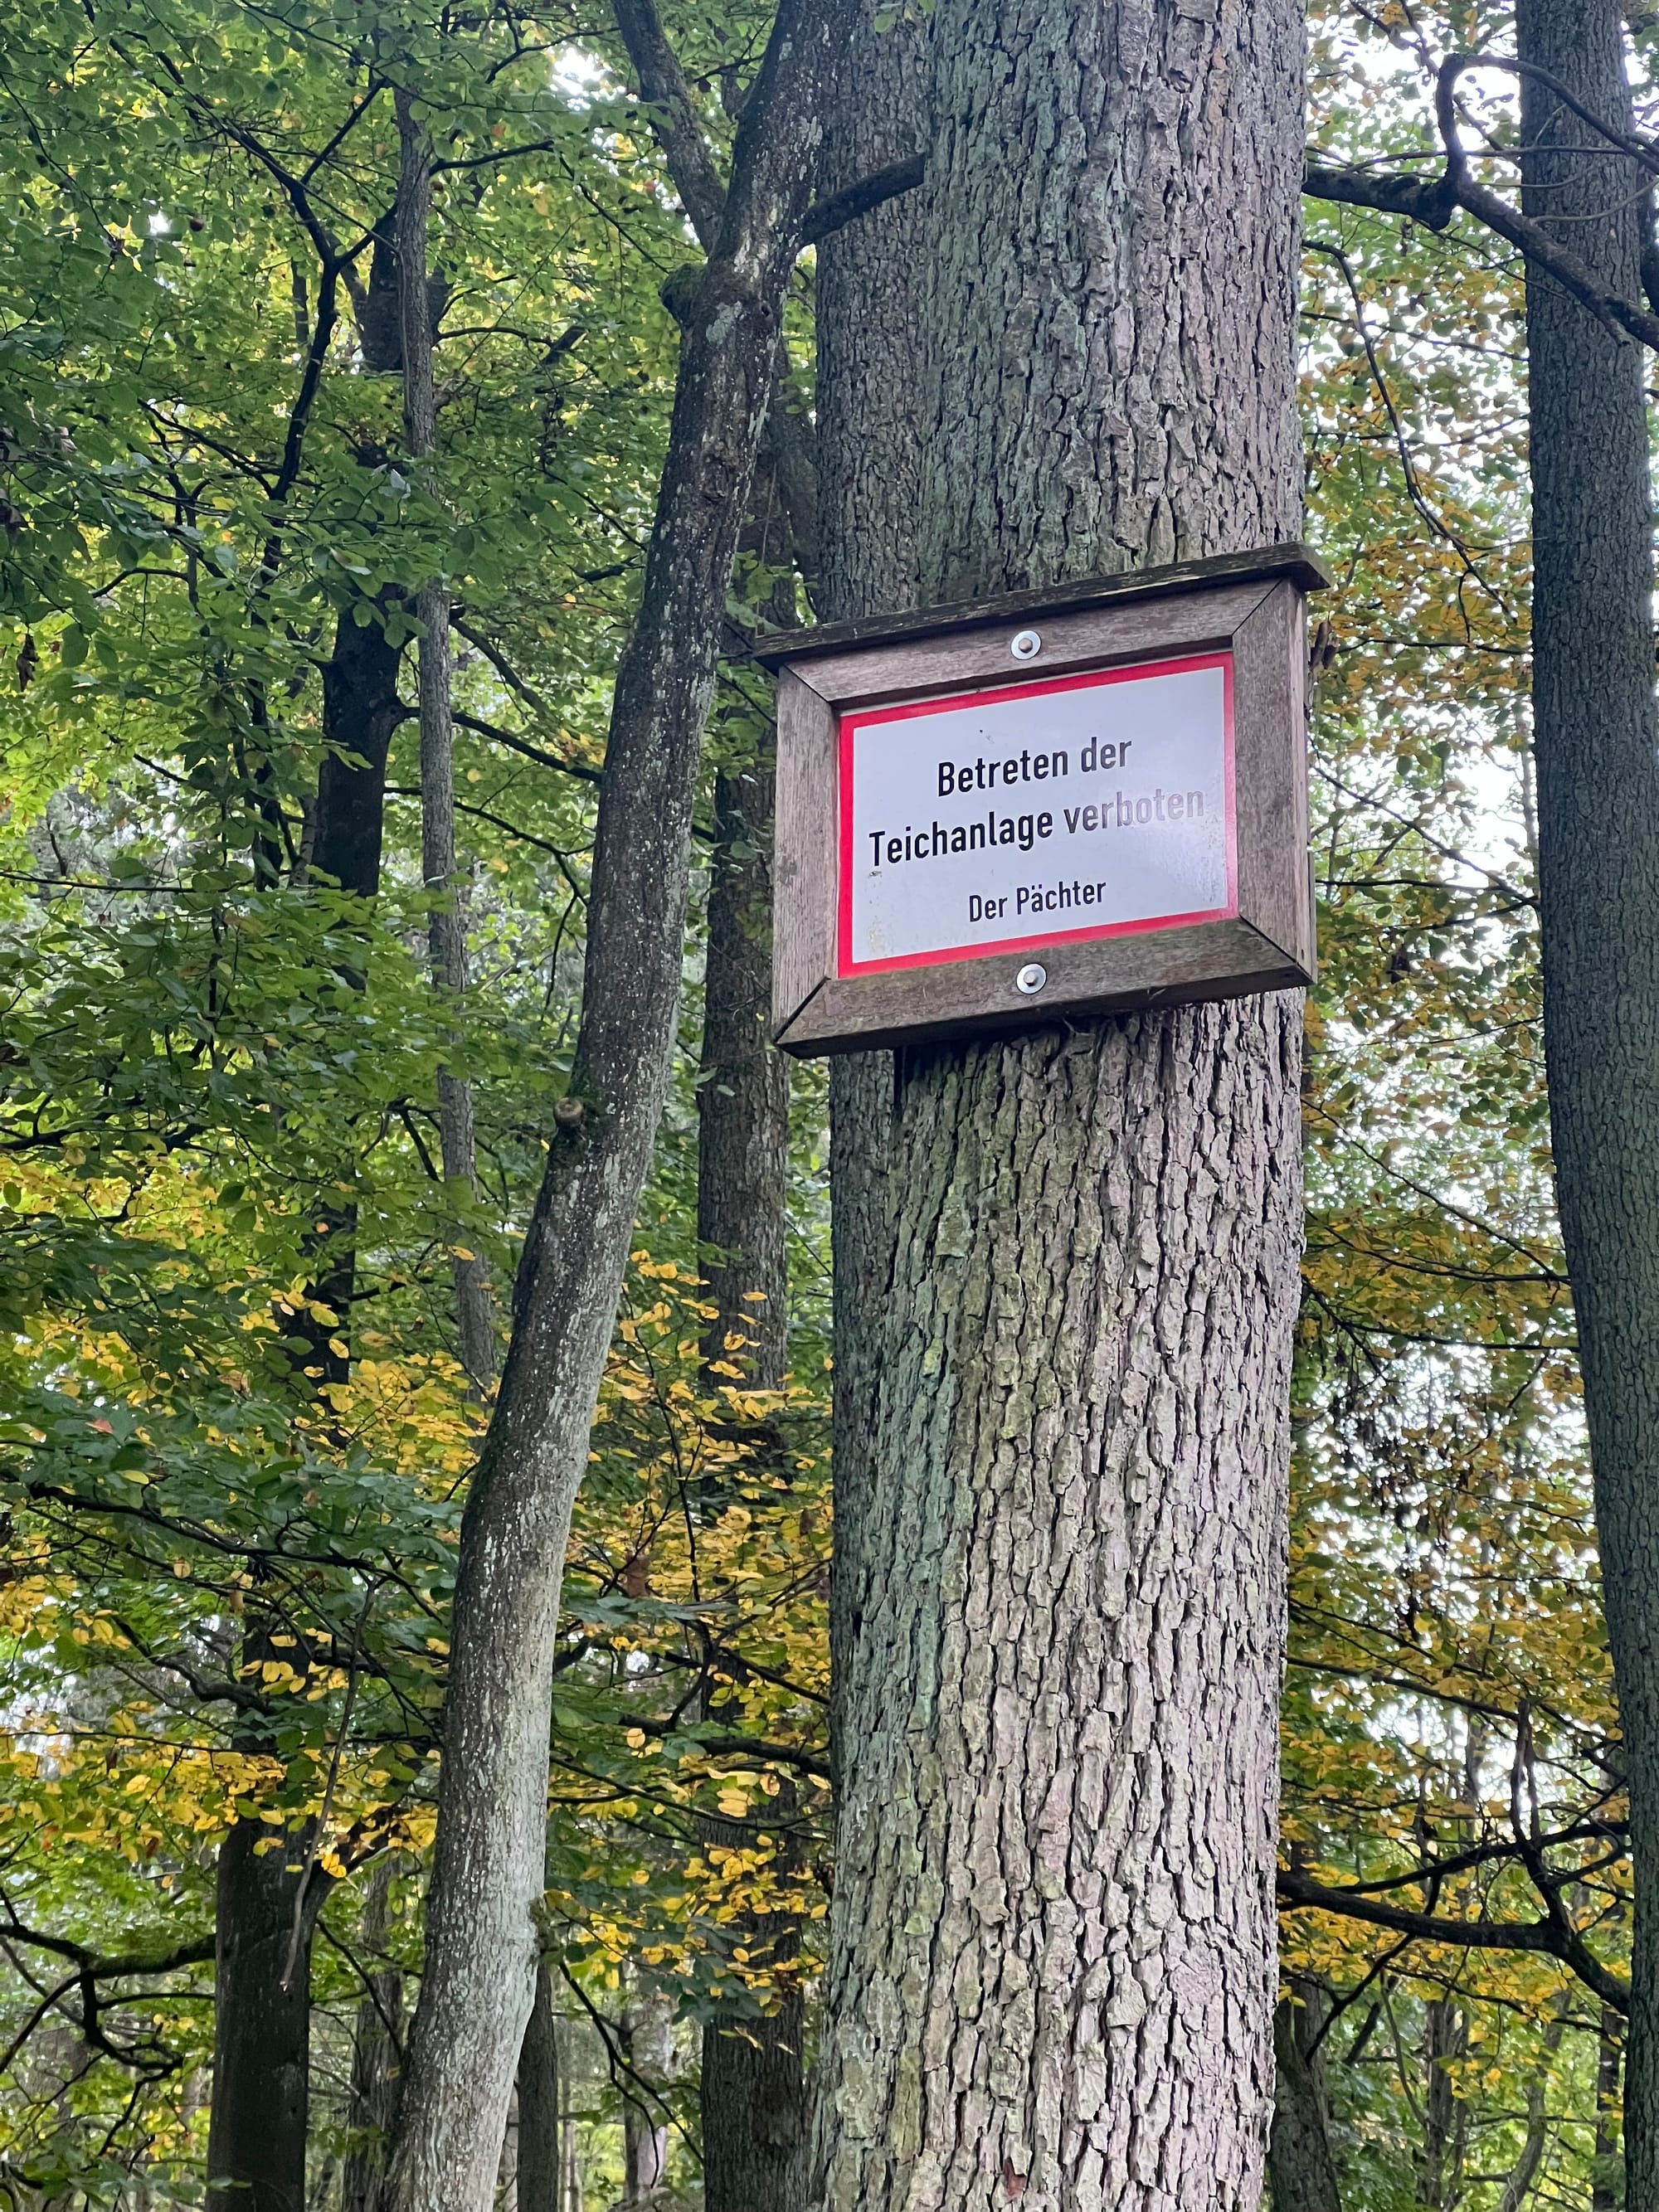 Betreten der
Teichanlage verboten
Der Pächter